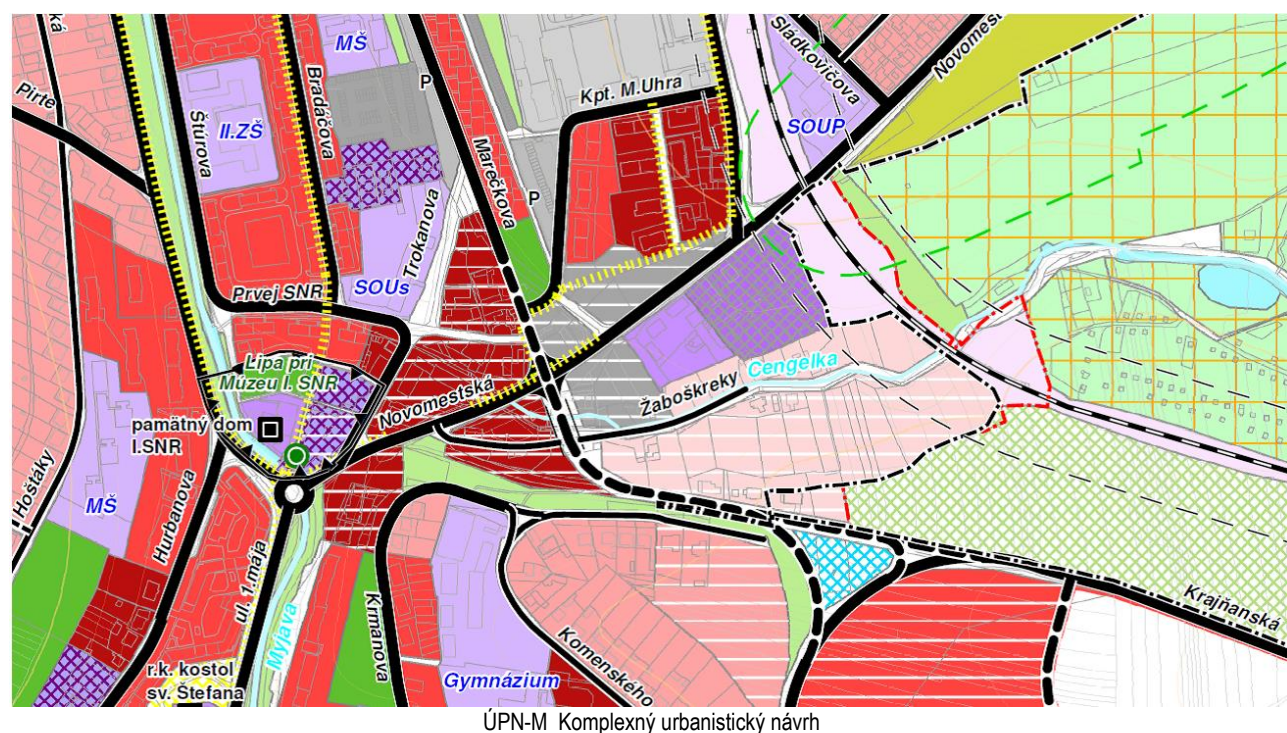 ká
Pirte
Štúrova
II.ZŠ
Bradáčova
MŠ
P
Marečkova
Kpt. M.Uhra
P
Sládkovičova
Novomest
SOUP
Trokanova
SOUs
Prvej SNR
Lipa pri
Múzeu I. SNR
pamätný dom
I.SNR
Novomestská
Žaboškreky
Cengelka
Hoštáky
MŠ
Hurbanova
ul. 1.mája
Myjava
Krmanova
Gymnázium
Komenského
Krajňanská
r.k. kostol
sv. Štefana
ÚPN-M Komplexný urbanistický návrh